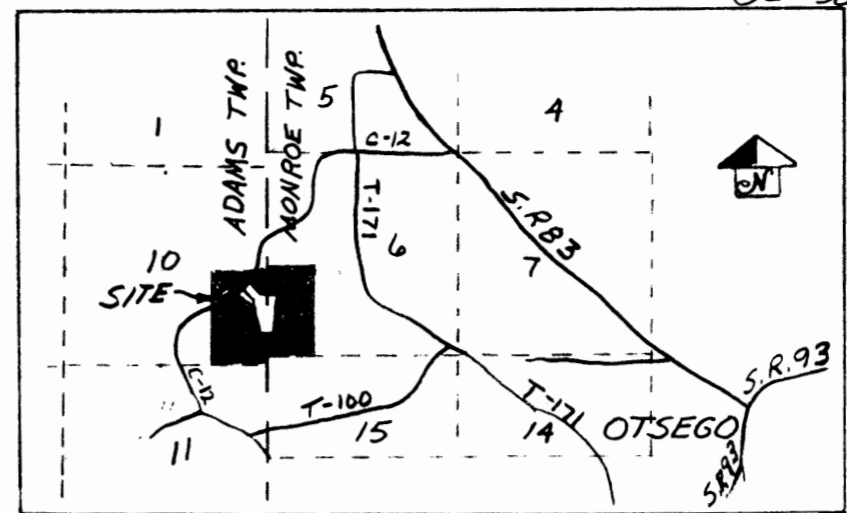 ADAMS TWP.
MONROE TWP.
1
5
4
C-12
T-171
S.R83
N
10
SITE
6
7
C-12
T-100
11
15
14
T-171
OTSEGO
S.R.93
S.R.93